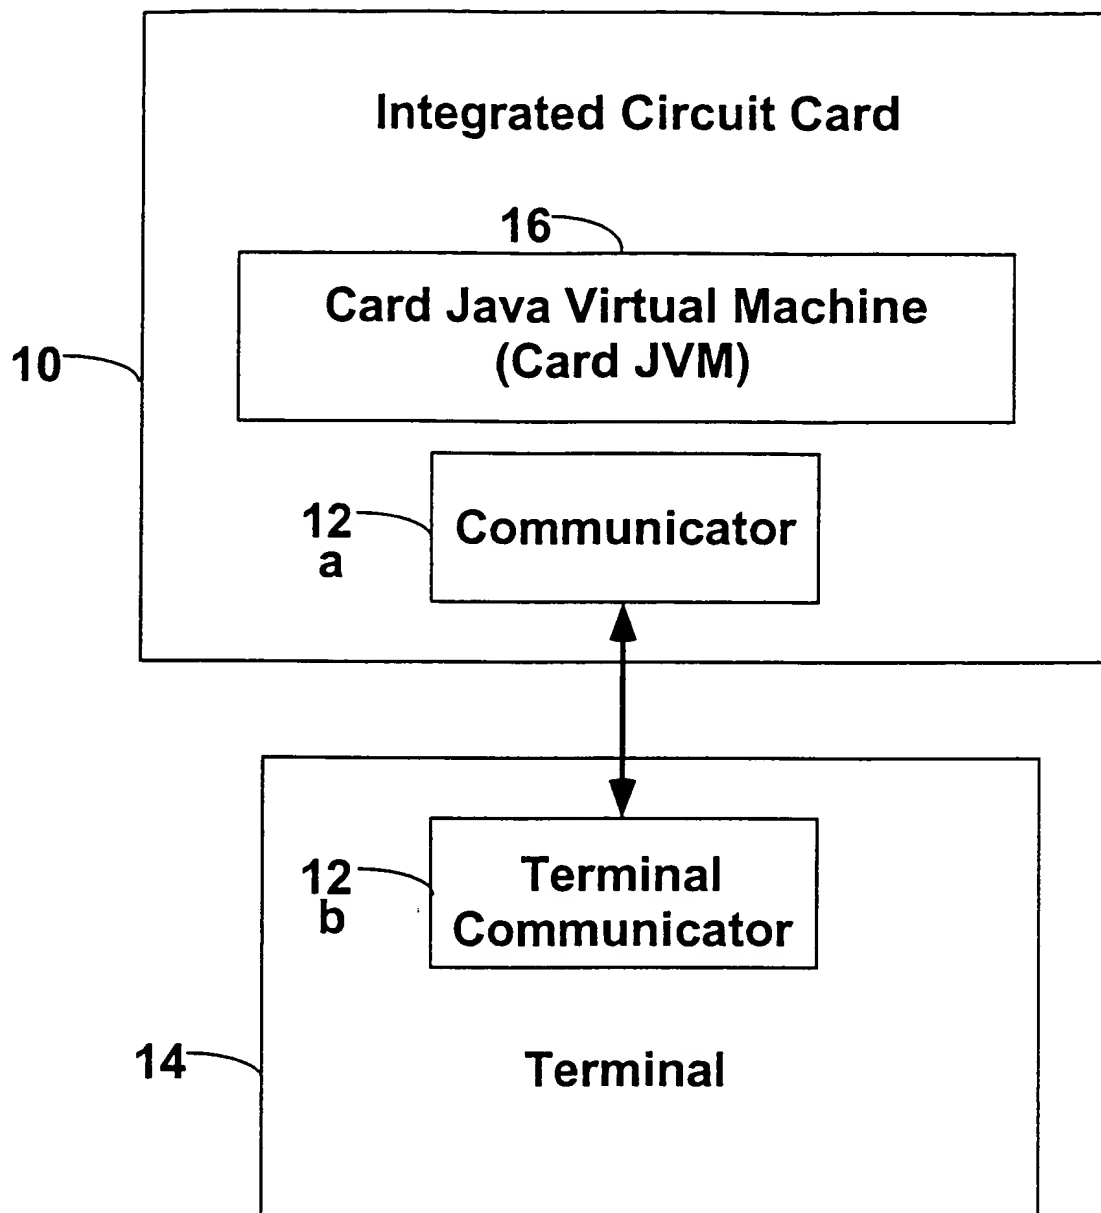 Integrated Circuit Card
16
Card Java Virtual Machine
(Card JVM)
10
12
a
Communicator
12
b
Terminal
Communicator
14
Terminal